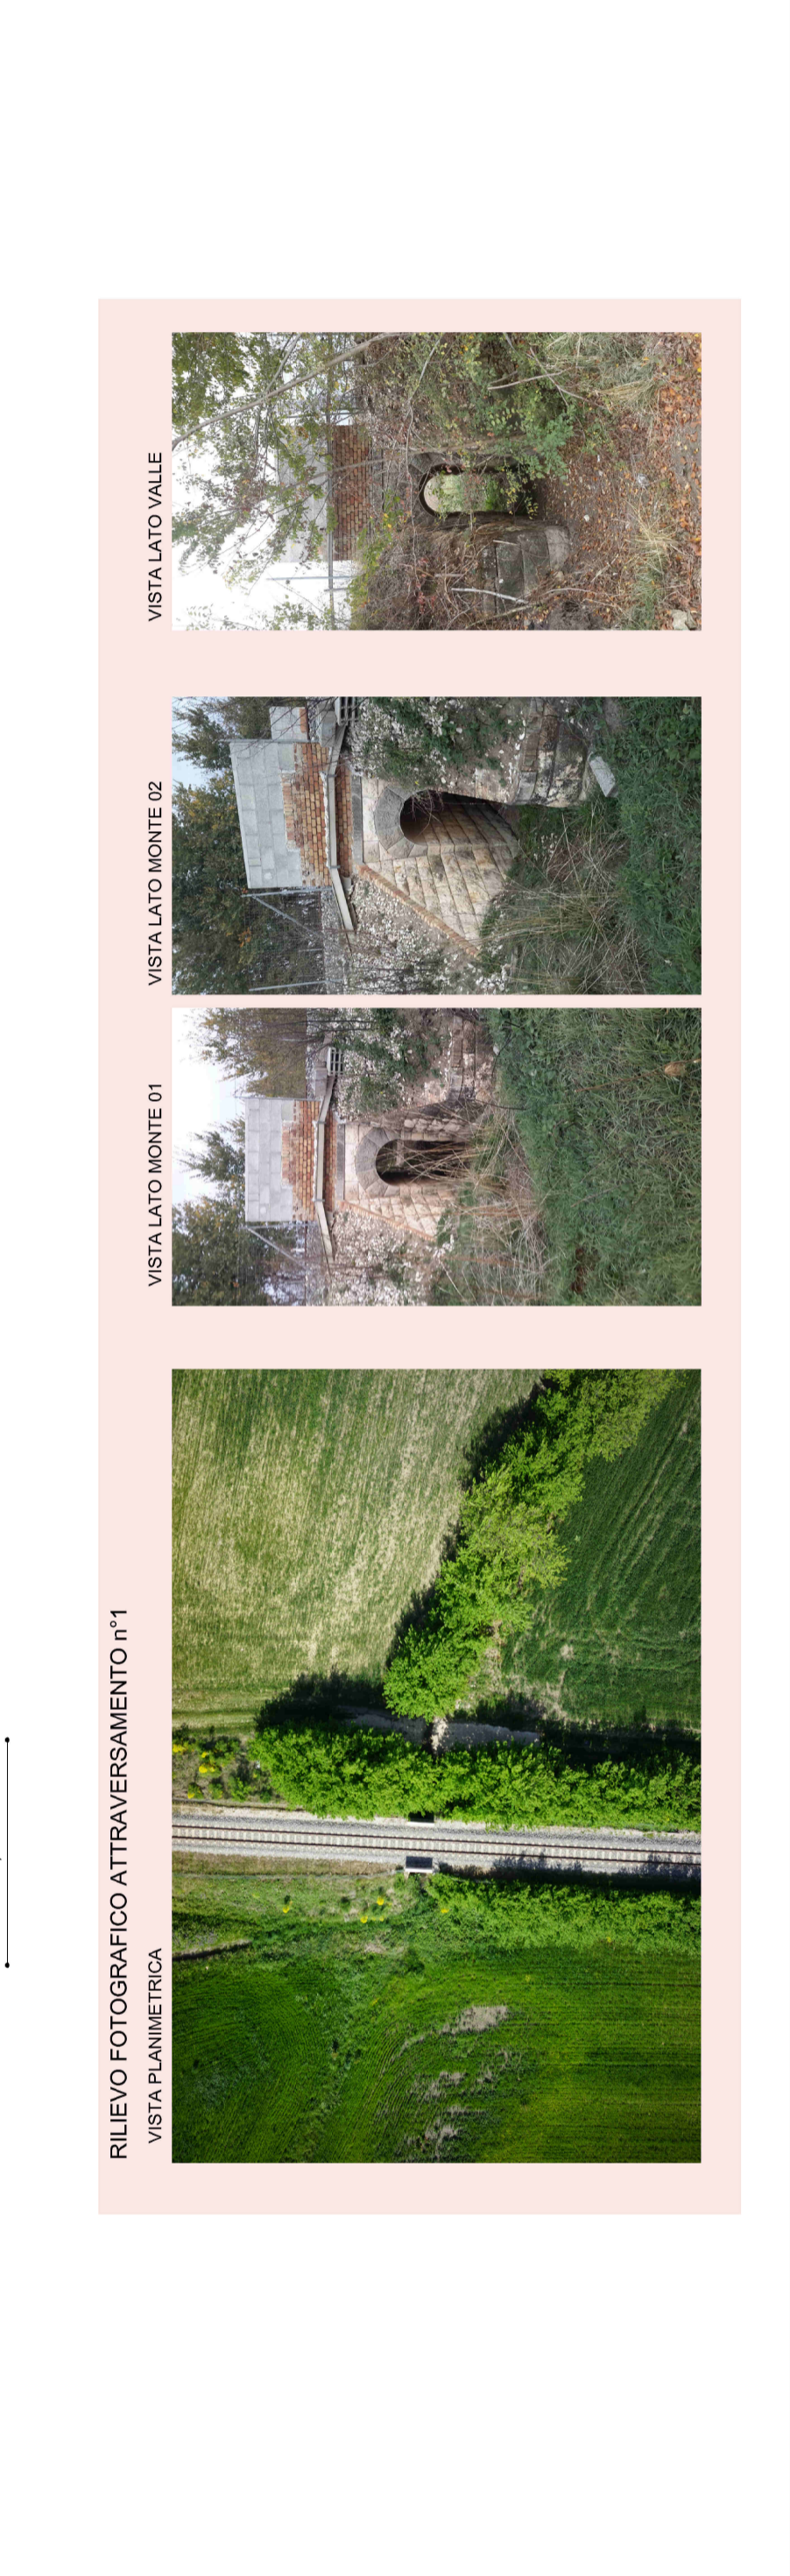 RILIEVO FOTOGRAFICO ATTRAVERSAMENTO n°1
VISTA PLANIMETRICA
VISTA LATO MONTE 01
VISTA LATO MONTE 02
VISTA LATO VALLE